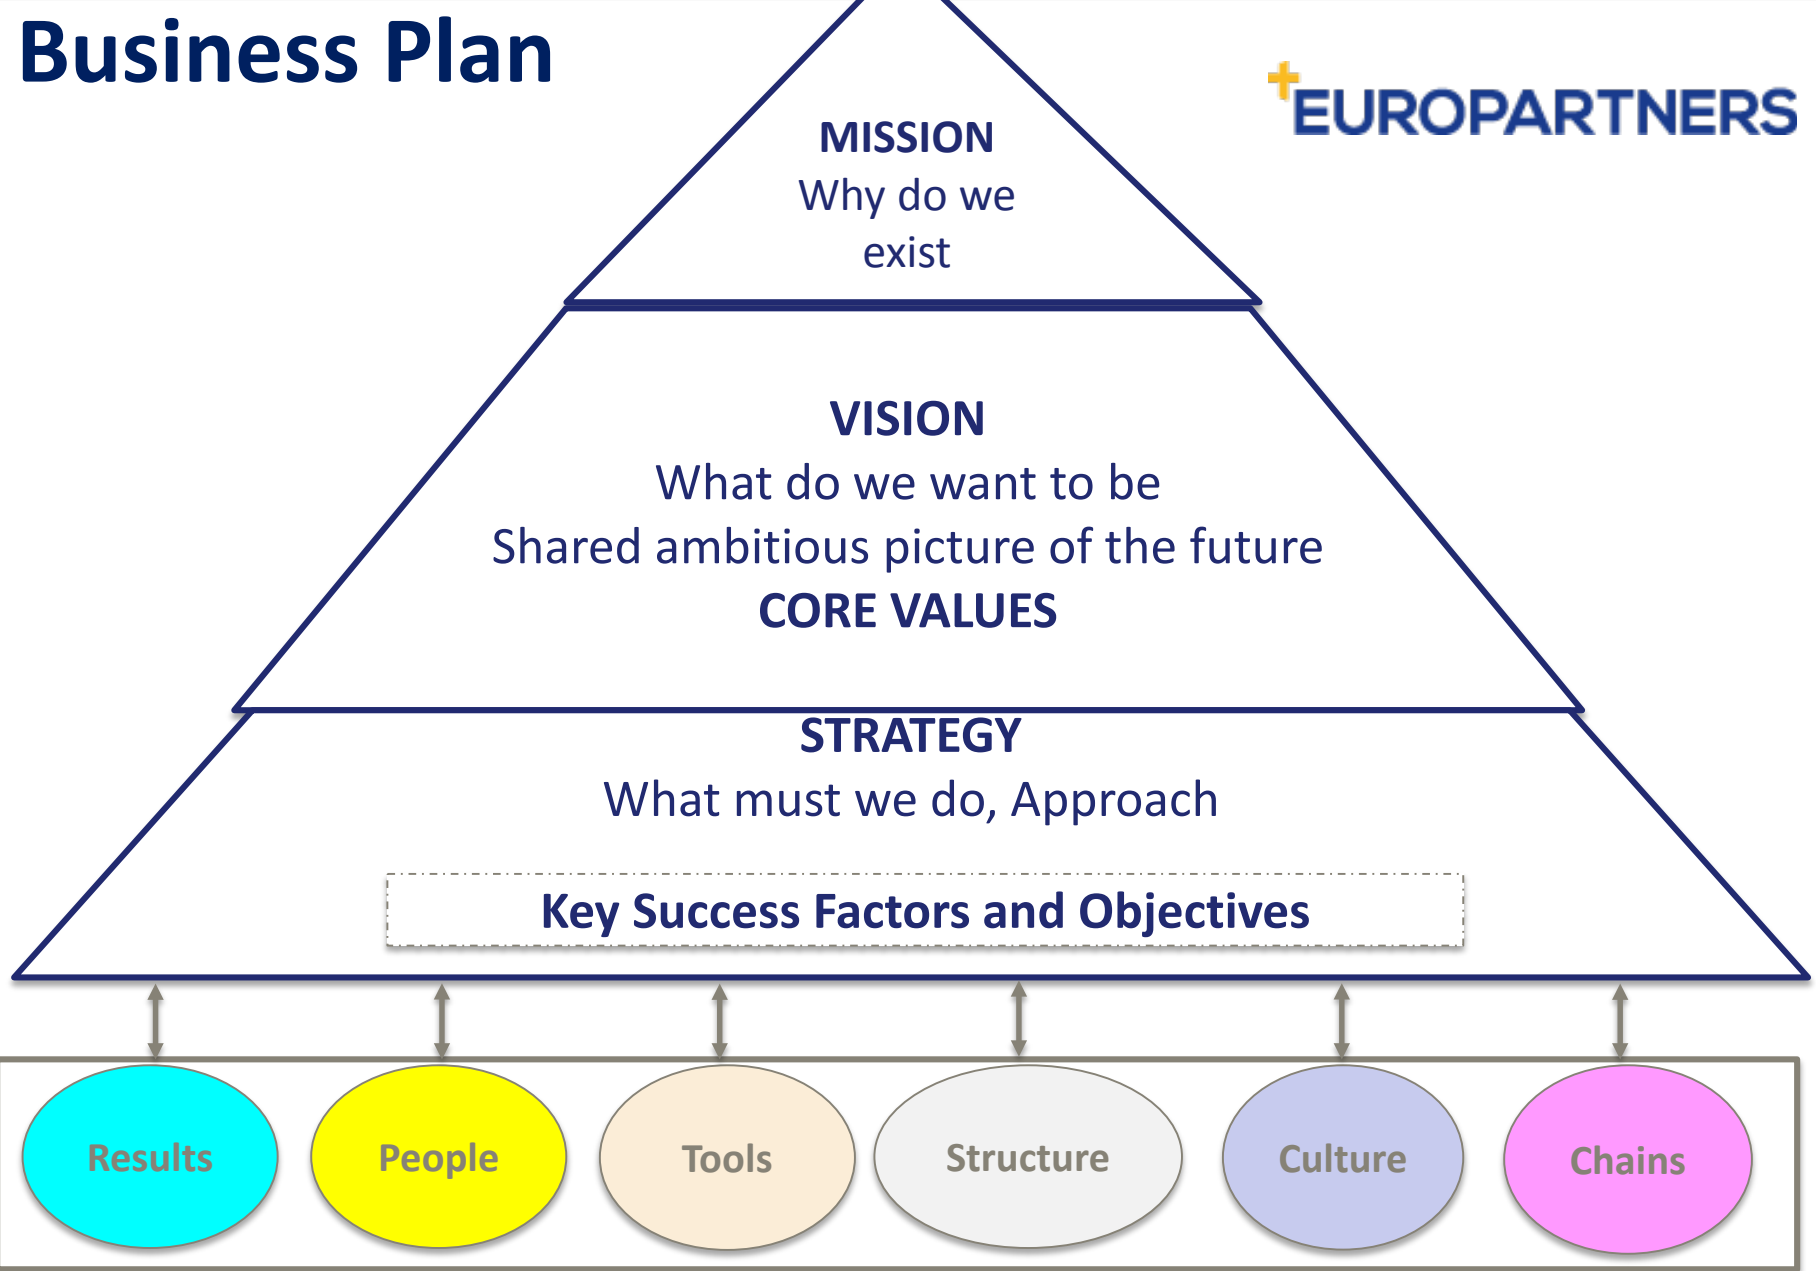 Business Plan
+EUROPARTNERS
MISSION
Why do we
exist
VISION
What do we want to be
Shared ambitious picture of the future
CORE VALUES
STRATEGY
What must we do, Approach
Key Success Factors and Objectives
Results
People
Tools
Structure
Culture
Chains